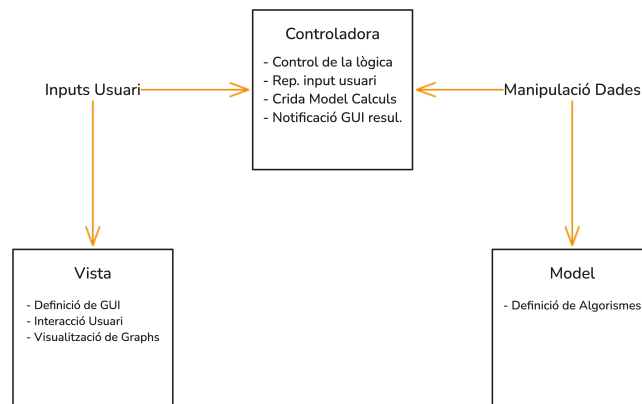 Controladora
- Control de la lògica
- Rep. input usuari
- Crida Model Calculs
- Notificació GUI resul.
Inputs Usuari
Manipulació Dades
Vista
- Definició de GUI
- Interacció Usuari
- Visualització de Graphs
Model
- Definició de Algorismes